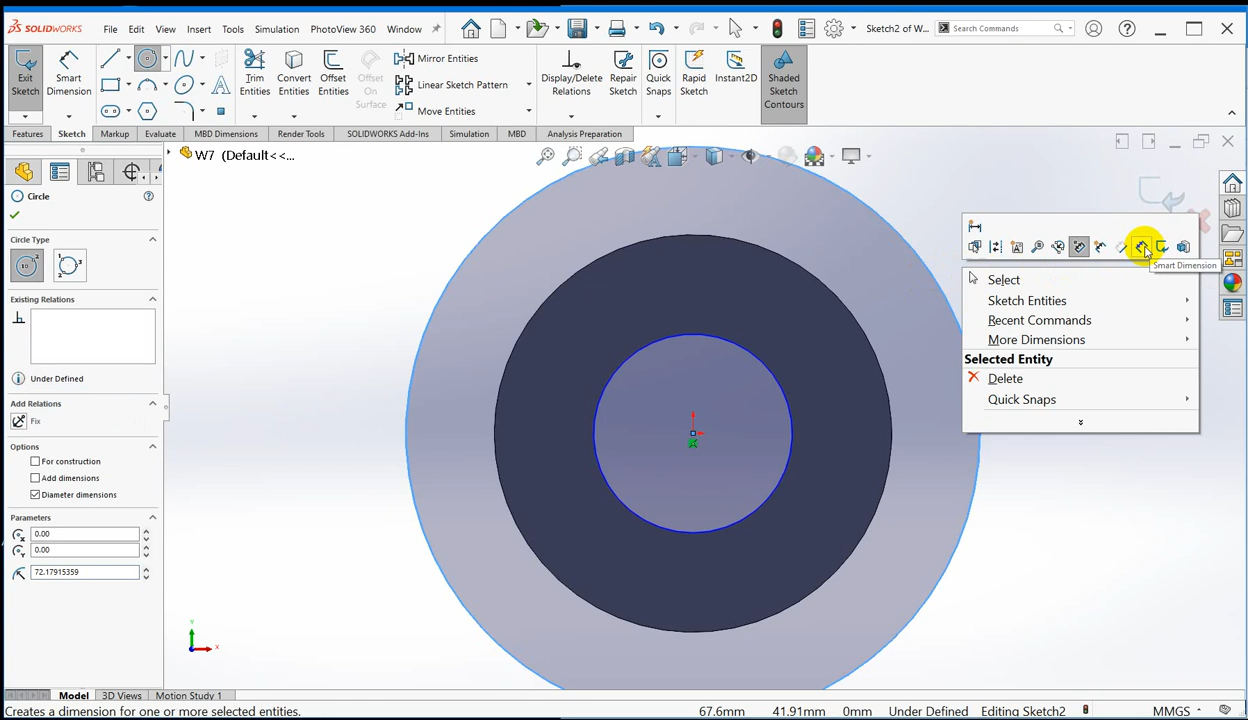 SOLIDWORKS File Edit View Insert Tools Simulation PhotoView 360 Window Sketch2 of W... Search Commands
Exit Sketch
Smart Dimension
Trim Entities
Convert Entities
Offset Entities
Offset On Surface
Mirror Entities
Linear Sketch Pattern
Move Entities
Display/Delete Relations
Repair Sketch
Quick Snaps
Rapid Sketch
Instant2D
Shaded Sketch Contours
Features Sketch Markup Evaluate MBD Dimensions Render Tools SOLIDWORKS Add-Ins Simulation MBD Analysis Preparation
W7 (Default<<...
Circle
Circle Type
Existing Relations
Under Defined
Add Relations
Fix
Options
For construction
Add dimensions
Diameter dimensions
Parameters
0.00
0.00
72.17915359
Smart Dimension
Select
Sketch Entities
Recent Commands
More Dimensions
Selected Entity
Delete
Quick Snaps
Y
X
Model 3D Views Motion Study 1
Creates a dimension for one or more selected entities. 67.6mm 41.91mm 0mm Under Defined Editing Sketch2 MMGS